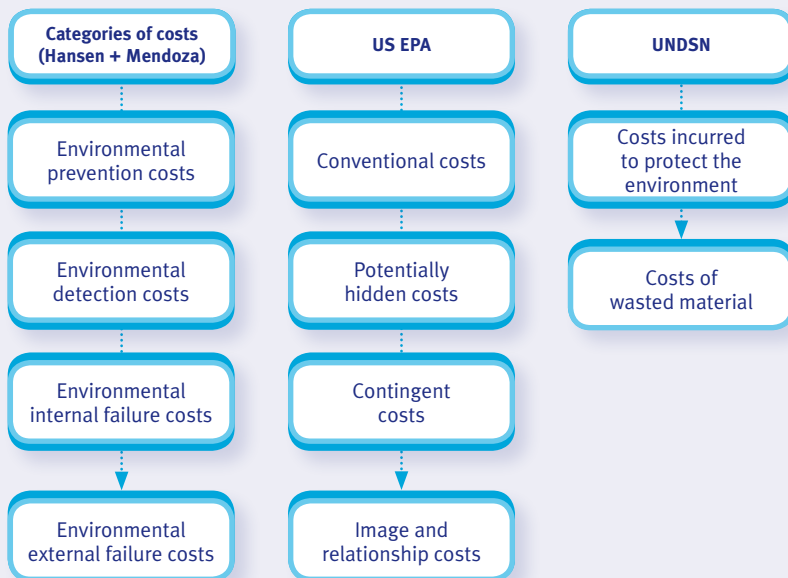 Categories of costs
(Hansen + Mendoza)
Environmental
prevention costs
Environmental
detection costs
Environmental
internal failure costs
Environmental
external failure costs
US EPA
Conventional costs
Potentially
hidden costs
Contingent
costs
Image and
relationship costs
UNDSN
Costs incurred
to protect the
environment
Costs of
wasted material